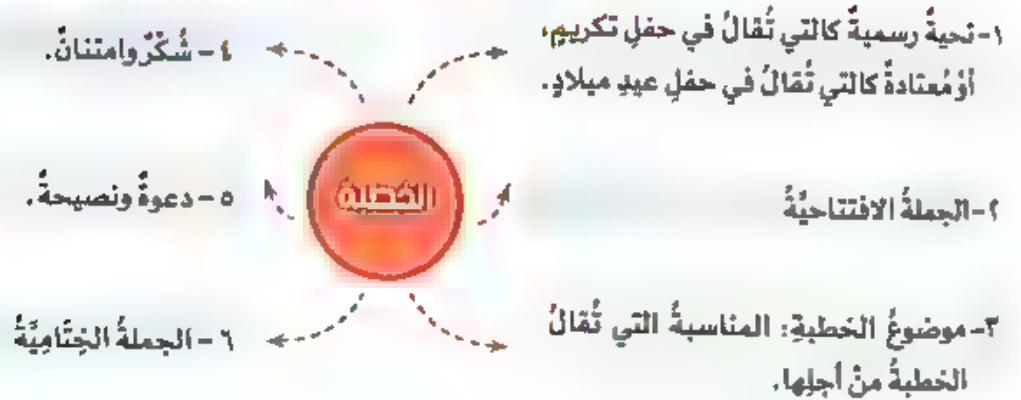 ١- تحيةٌ رسميةٌ كالتي تُقالُ في حفلِ تكريمٍ،
أوْ مُعتادةٌ كالتي تُقالُ في حفلِ عيدِ ميلادٍ.
٢- الجملةُ الافتتاحيَّةُ
٣- موضوعُ الخطبةِ: المناسبةُ التي تُقالُ
الخطبةُ منْ أجلِها.
الخطبة
٤- شُكْرٌ وامتنانٌ.
٥- دعوةٌ ونصيحةٌ.
٦- الجملةُ الخِتَامِيَّةُ